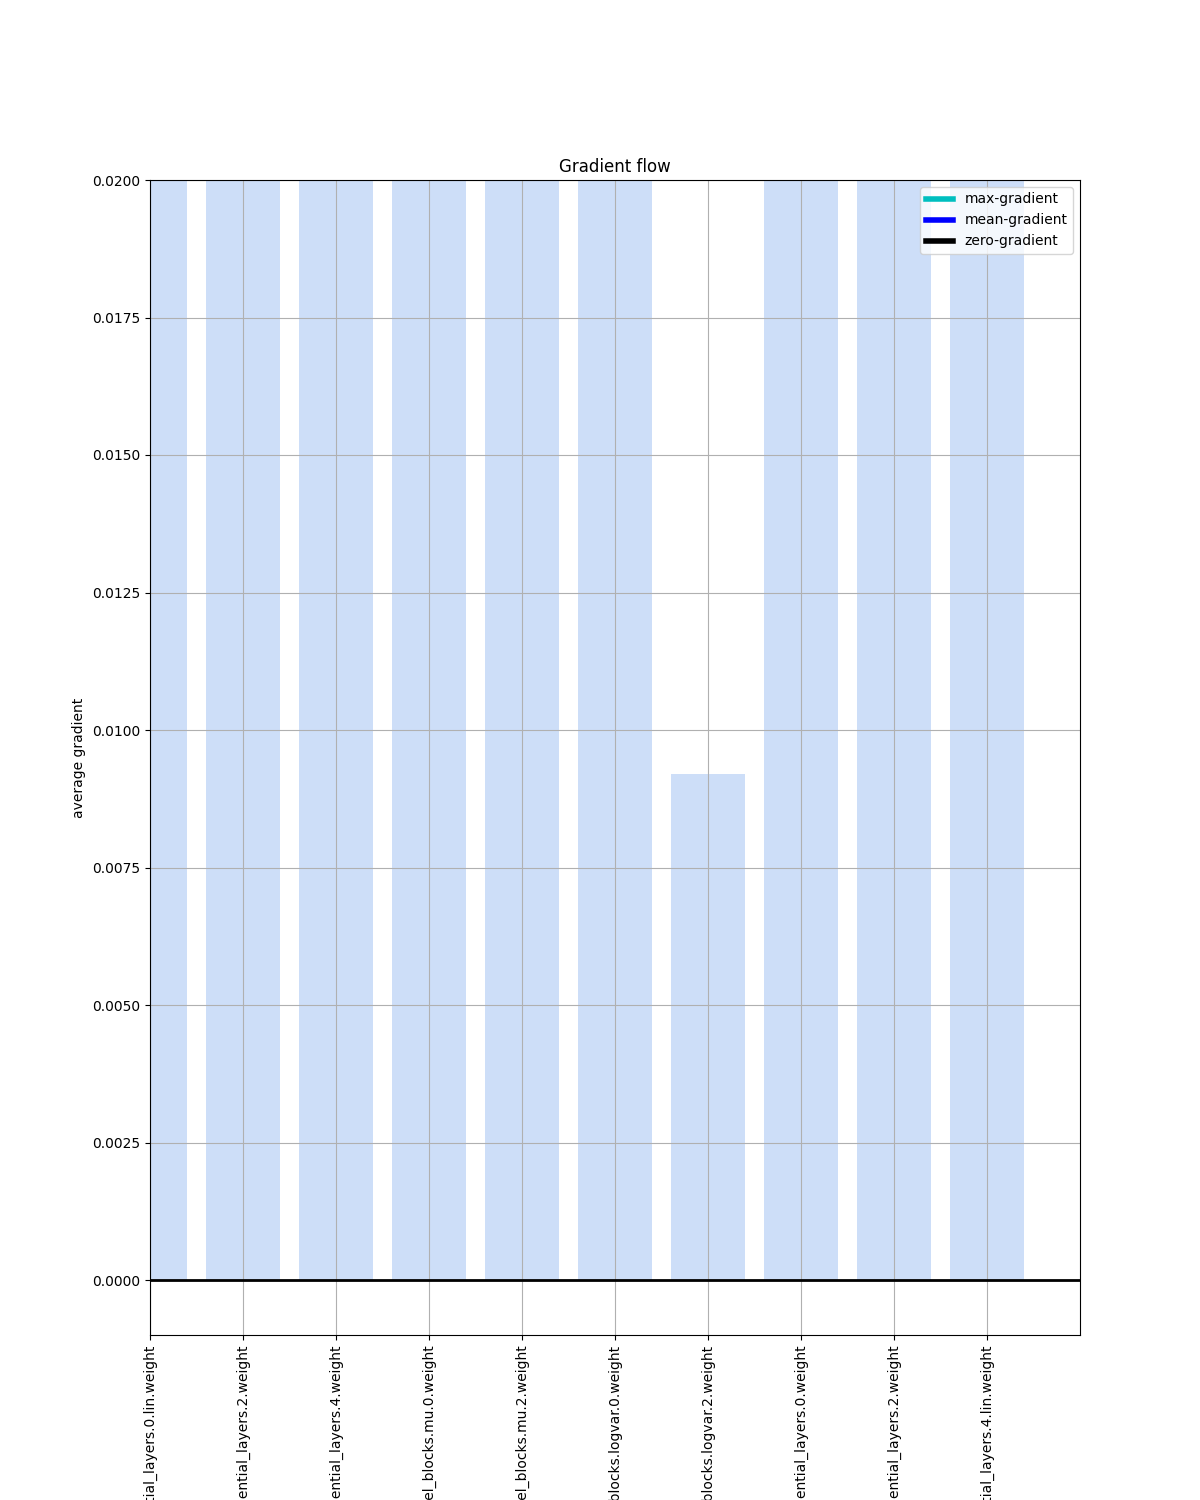 Gradient flow
max-gradient
mean-gradient
zero-gradient
0.0200
0.0175
0.0150
0.0125
0.0100
0.0075
0.0050
0.0025
0.0000
average gradient
tial_layers.0.lin.weight
ential_layers.2.weight
ential_layers.4.weight
el_blocks.mu.0.weight
el_blocks.mu.2.weight
blocks.logvar.0.weight
blocks.logvar.2.weight
ential_layers.0.weight
ential_layers.2.weight
tial_layers.4.lin.weight